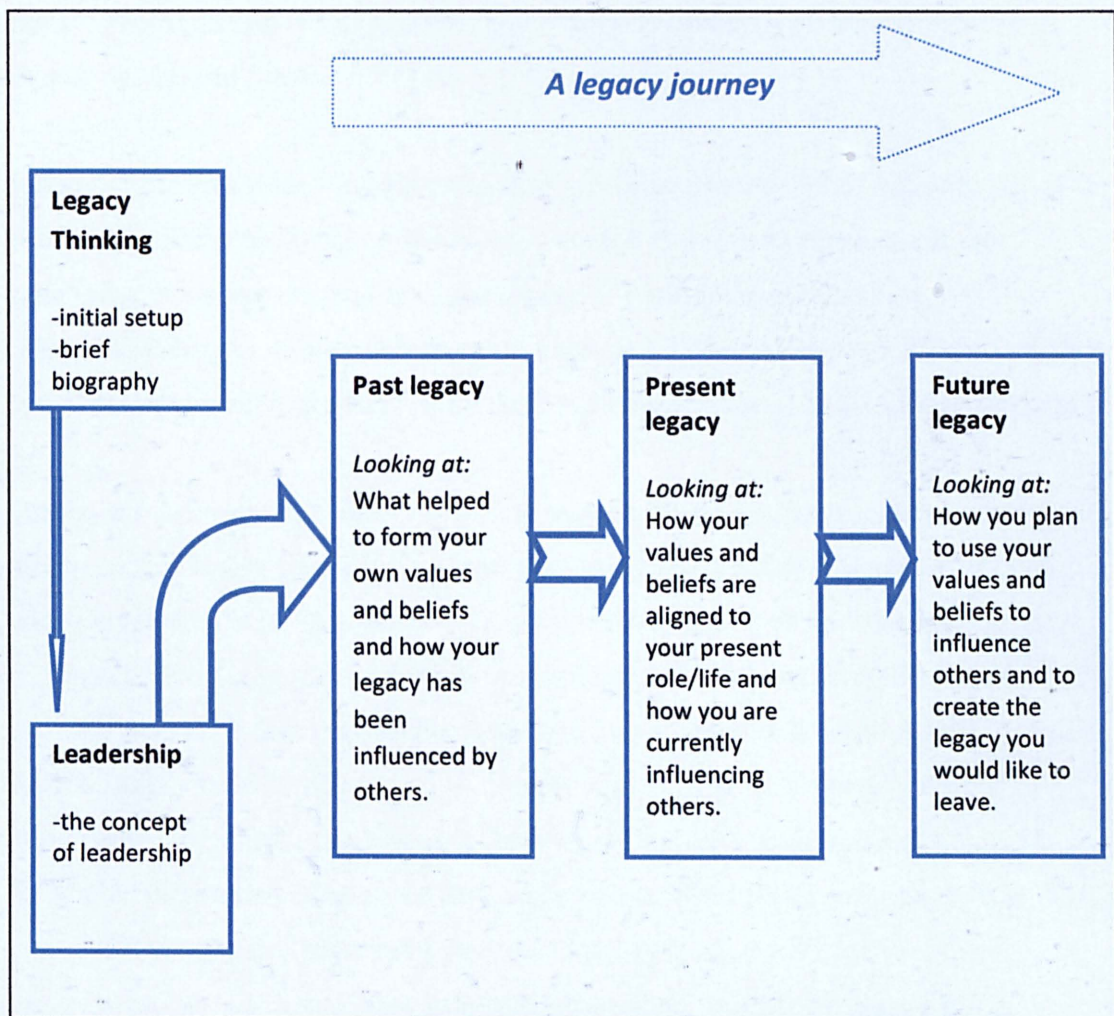 A legacy journey
Legacy
Thinking
-initial setup
-brief
biography
Leadership
-the concept
of leadership
Past legacy
Looking at:
What helped
to form your
own values
and beliefs
and how your
legacy has
been
influenced by
others.
Present
legacy
Looking at:
How your
values and
beliefs are
aligned to
your present
role/life and
how you are
currently
influencing
others.
Future
legacy
Looking at:
How you plan
to use your
values and
beliefs to
influence
others and to
create the
legacy you
would like to
leave.